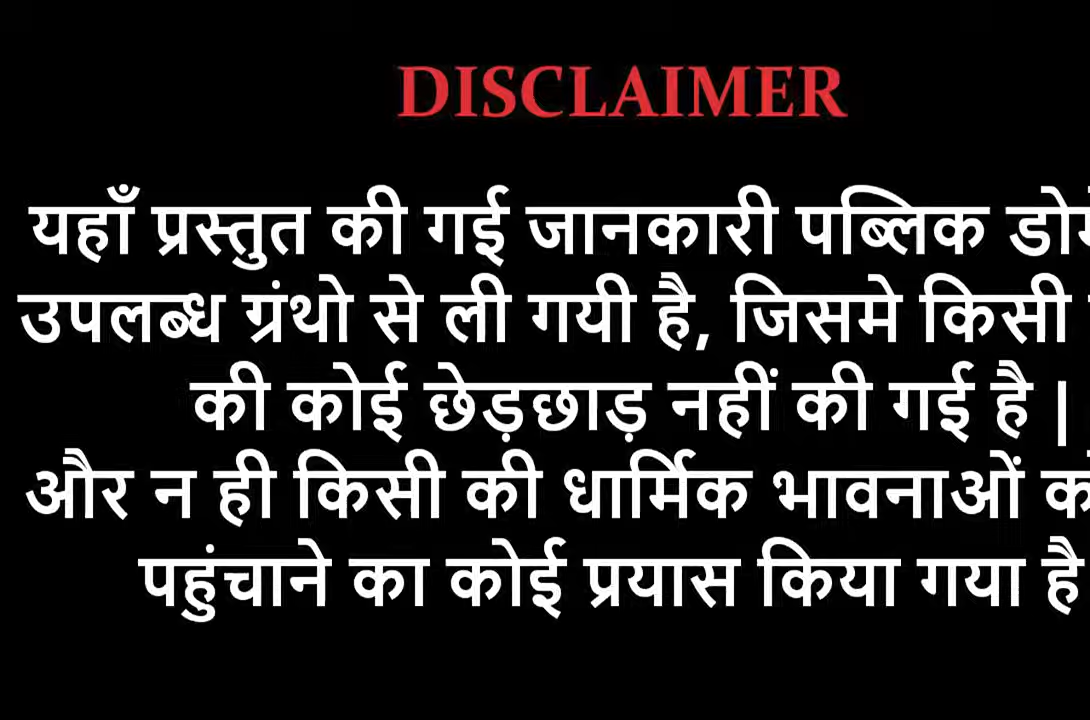 DISCLAIMER
यहाँ प्रस्तुत की गई जानकारी पब्लिक
उपलब्ध ग्रंथो से ली गयी है, जिसमे किसी
की कोई छेड़छाड़ नहीं की गई है |
और न ही किसी की धार्मिक भावनाओं
पहुंचाने का कोई प्रयास किया गया है